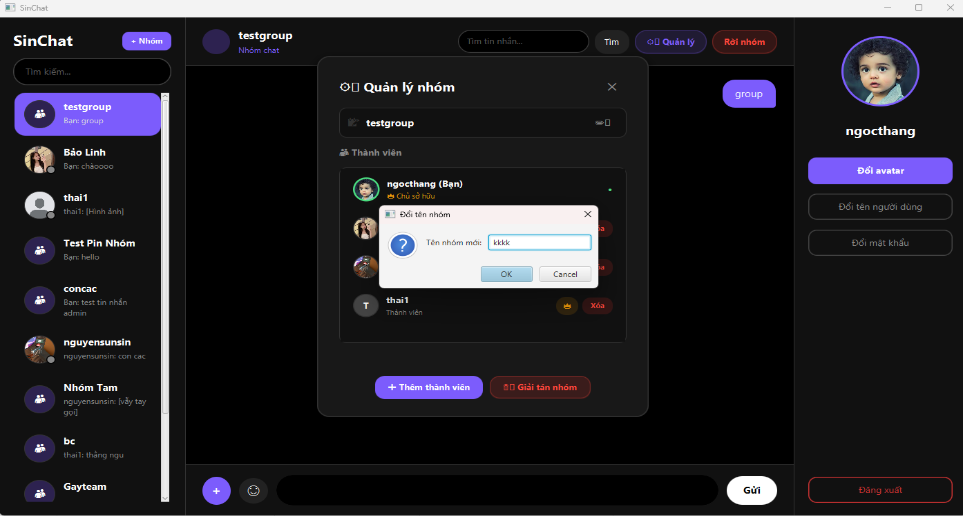 SinChat
SinChat
+ Nhóm
Tìm kiếm...
testgroup
Bạn: group
Bảo Linh
Bạn: chàoooo
thai1
thai1: [Hình ảnh]
Test Pin Nhóm
Bạn: hello
concac
Bạn: test tin nhắn
admin
nguyensunsin
nguyensunsin: con cac
Nhóm Tam
nguyensunsin: [vẫy tay
gọi]
bc
thai1: thằng ngu
Gayteam
testgroup
Nhóm chat
Tìm tin nhắn...
Tìm
Quản lý
Rời nhóm
group
Quản lý nhóm
testgroup
Thành viên
ngocthang (Bạn)
Chủ sở hữu
Đổi tên nhóm
Tên nhóm mới:
kkkk
OK
Cancel
T
thai1
Thành viên
Xóa
+ Thêm thành viên
Giải tán nhóm
+
Gửi
ngocthang
Đổi avatar
Đổi tên người dùng
Đổi mật khẩu
Đăng xuất